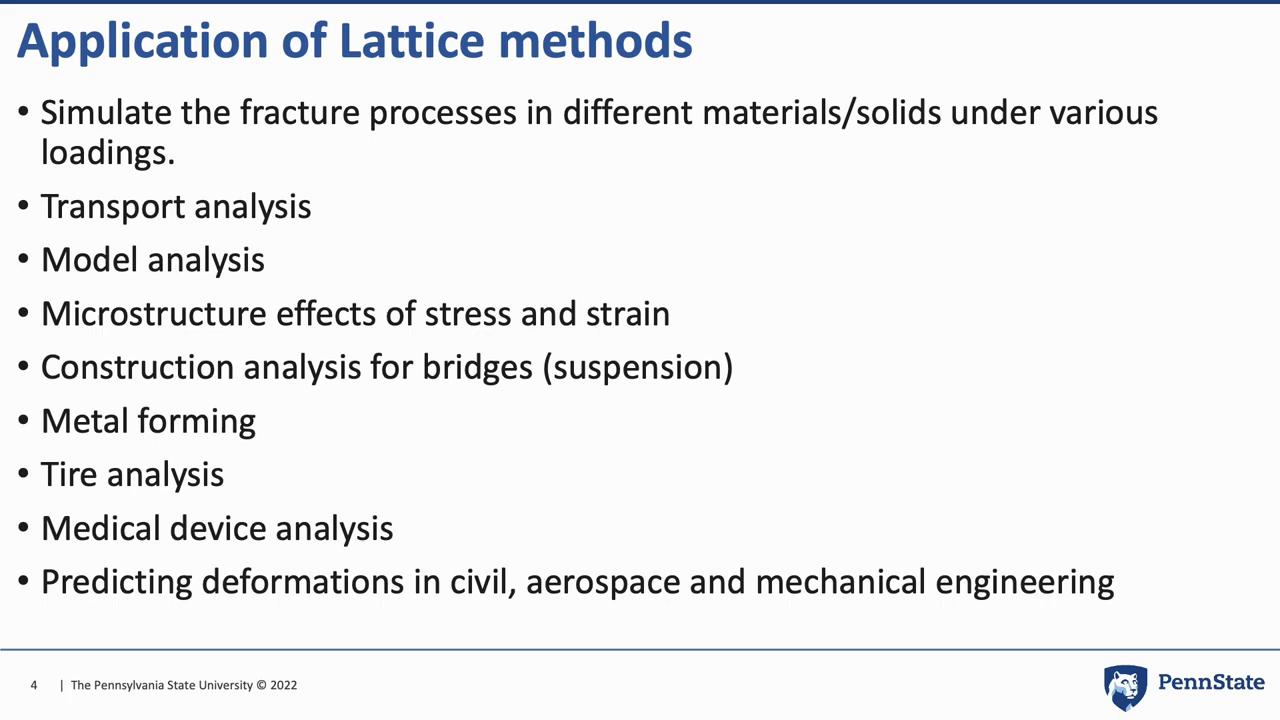 Application of Lattice methods
• Simulate the fracture processes in different materials/solids under various
loadings.
• Transport analysis
• Model analysis
• Microstructure effects of stress and strain
• Construction analysis for bridges (suspension)
• Metal forming
• Tire analysis
• Medical device analysis
• Predicting deformations in civil, aerospace and mechanical engineering
4 | The Pennsylvania State University © 2022
PennState